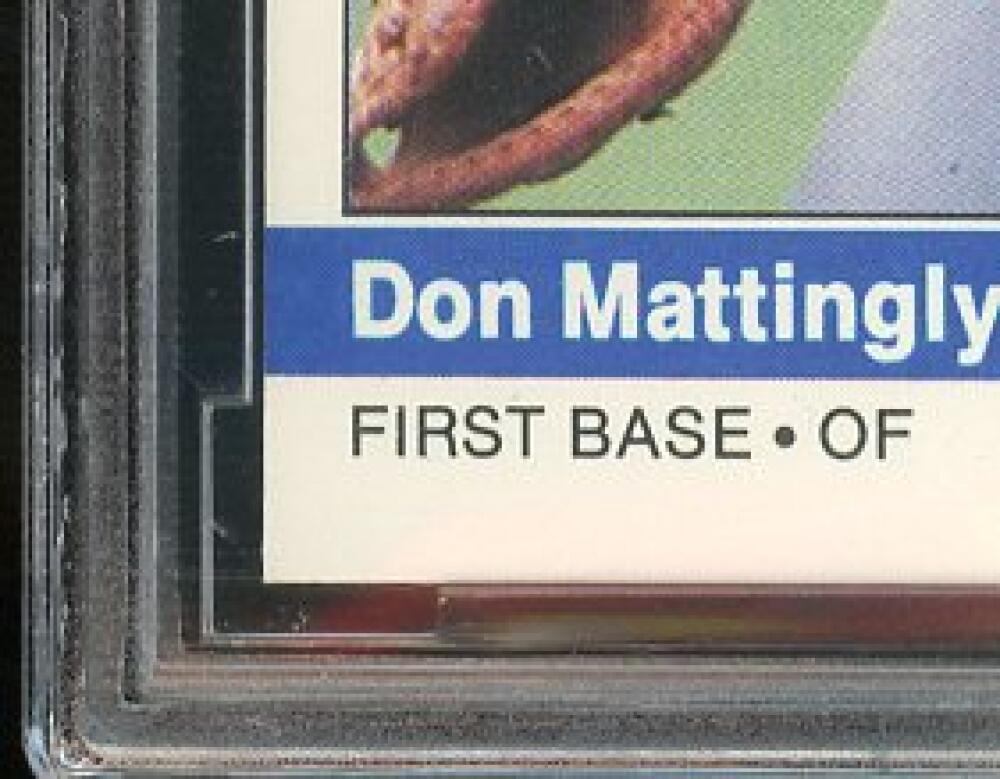 Don Mattingly
FIRST BASE • OF